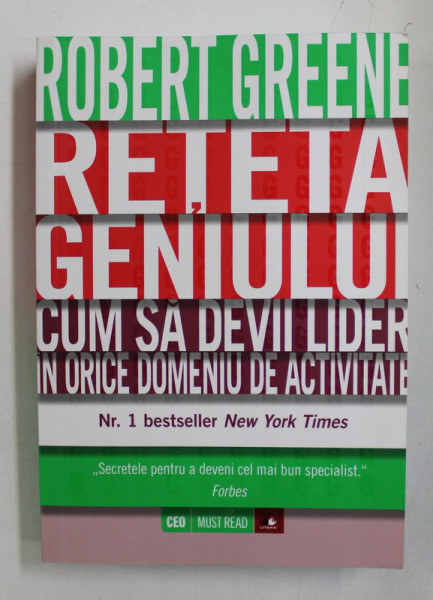 ROBERT GREENE
REȚETA
GENIULUI
CUM SĂ DEVII LIDER
ÎN ORICE DOMENIU DE ACTIVITATE
Nr. 1 bestseller New York Times
„Secretele pentru a deveni cel mai bun specialist.“
Forbes
CEO MUST READ LITERA